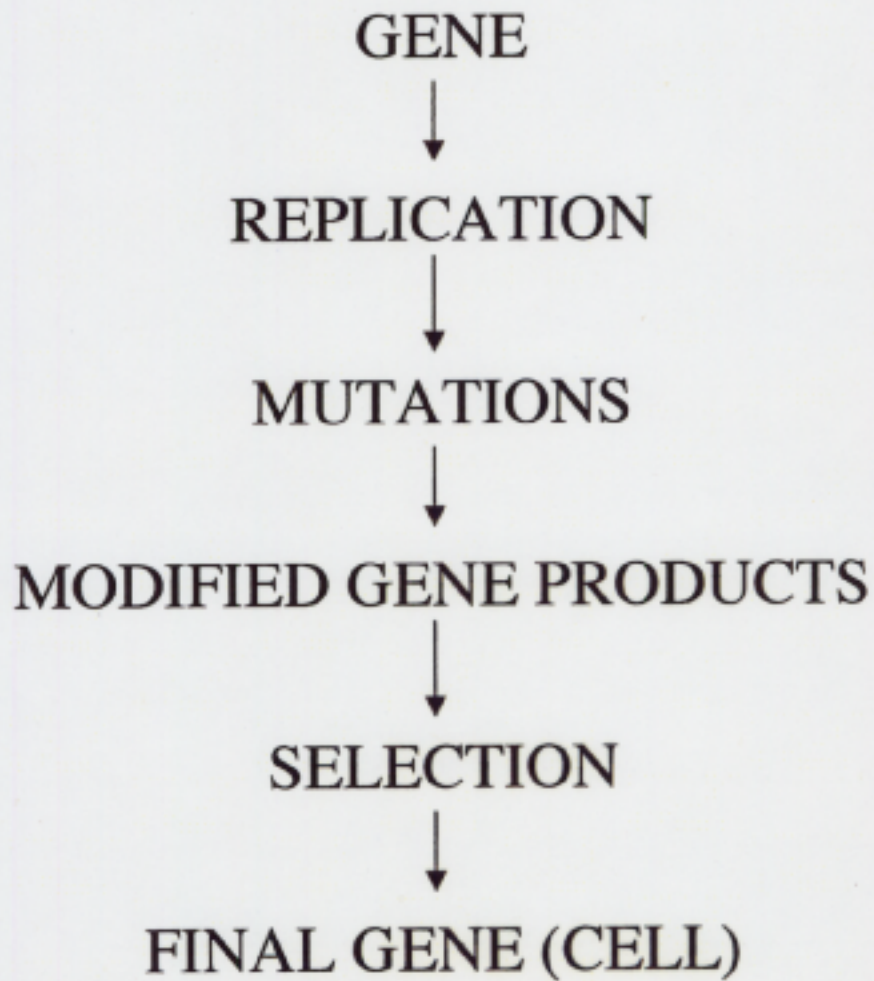 GENE
REPLICATION
MUTATIONS
MODIFIED GENE PRODUCTS
SELECTION
FINAL GENE (CELL)